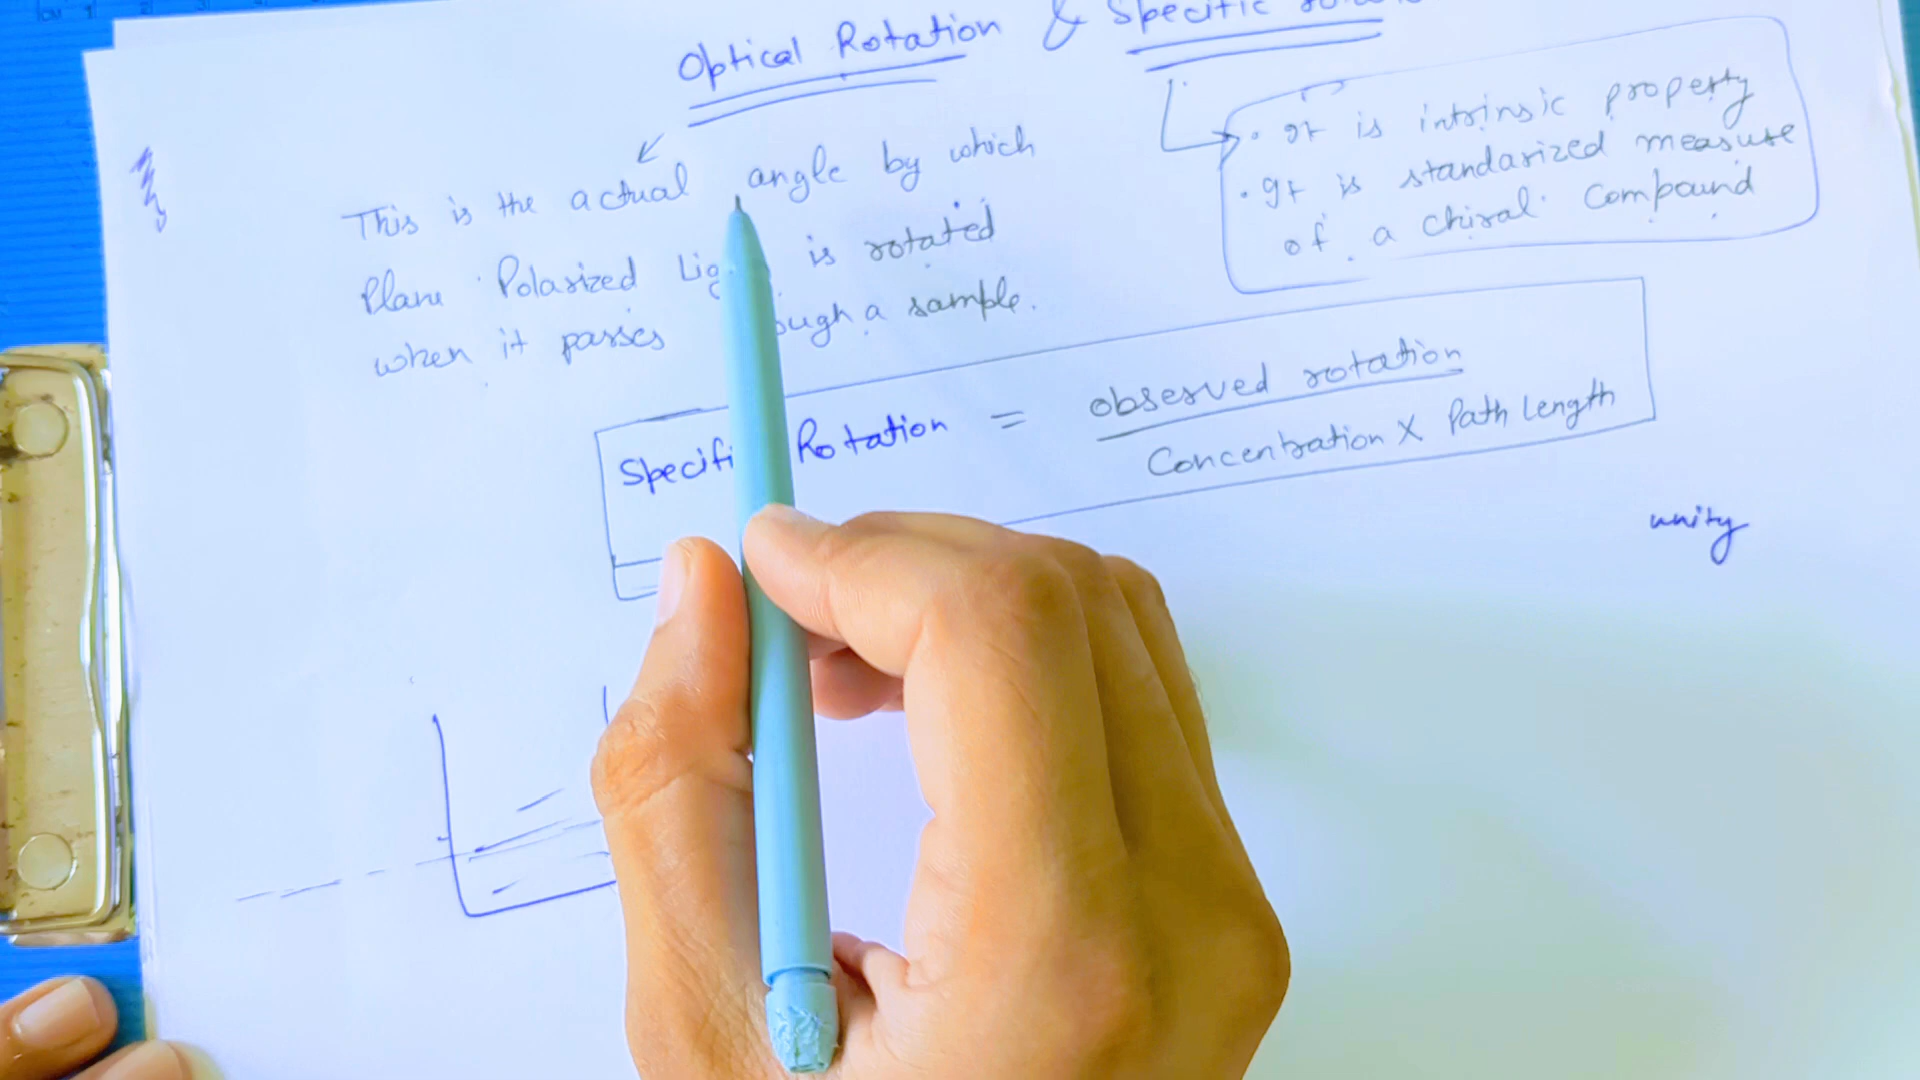 Optical Rotation & Specific
This is the actual angle by which
Plane Polarized is rotated
when it passes a sample.
• It is intrinsic property
• It is standarized measure
of a chiral compound
Rotation = observed rotation
Concentration X Path Length
unity